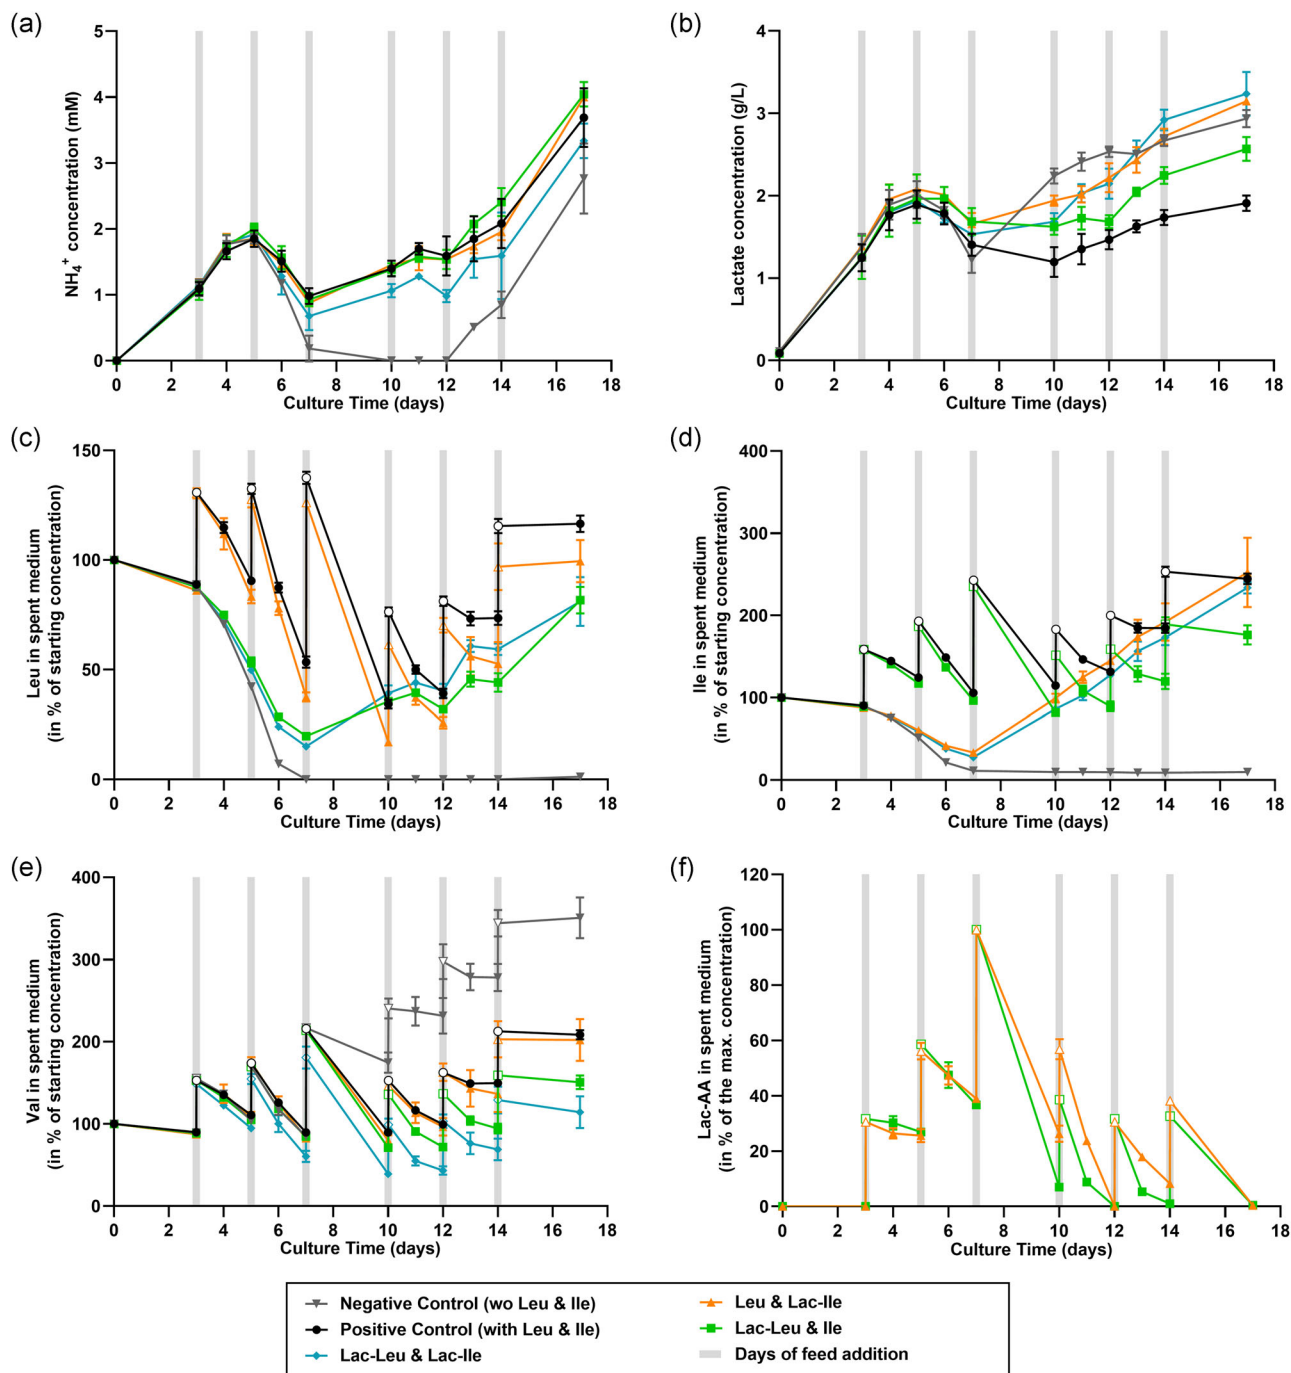 (a)
NH4+ concentration (mM)
5
4
3
2
1
0
0 2 4 6 8 10 12 14 16 18
Culture Time (days)
(b)
Lactate concentration (g/L)
4
3
2
1
0
0 2 4 6 8 10 12 14 16 18
Culture Time (days)
(c)
Leu in spent medium
(in % of starting concentration)
150
100
50
0
0 2 4 6 8 10 12 14 16 18
Culture Time (days)
(d)
Ile in spent medium
(in % of starting concentration)
400
300
200
100
0
0 2 4 6 8 10 12 14 16 18
Culture Time (days)
(e)
Val in spent medium
(in % of starting concentration)
400
300
200
100
0
0 2 4 6 8 10 12 14 16 18
Culture Time (days)
(f)
Lac-AA in spent medium
(in % of the max. concentration)
120
100
80
60
40
20
0
0 2 4 6 8 10 12 14 16 18
Culture Time (days)
Negative Control (wo Leu & Ile)
Positive Control (with Leu & Ile)
Lac-Leu & Lac-Ile
Leu & Lac-Ile
Lac-Leu & Ile
Days of feed addition